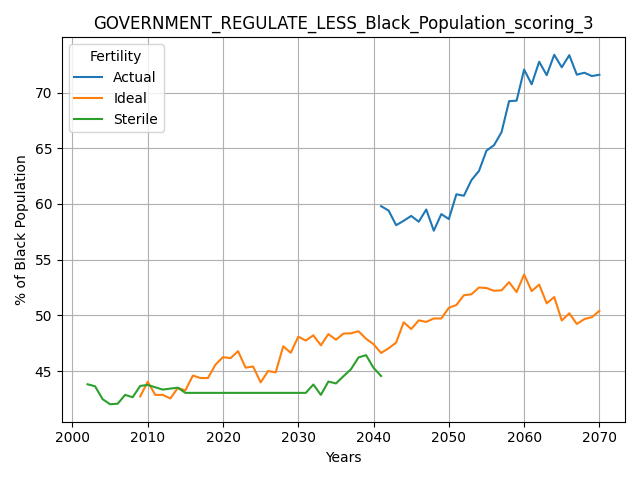 GOVERNMENT_REGULATE_LESS_Black_Population_scoring_3
Fertility
Actual
Ideal
Sterile
% of Black Population
70
65
60
55
50
45
2000 2010 2020 2030 2040 2050 2060 2070
Years